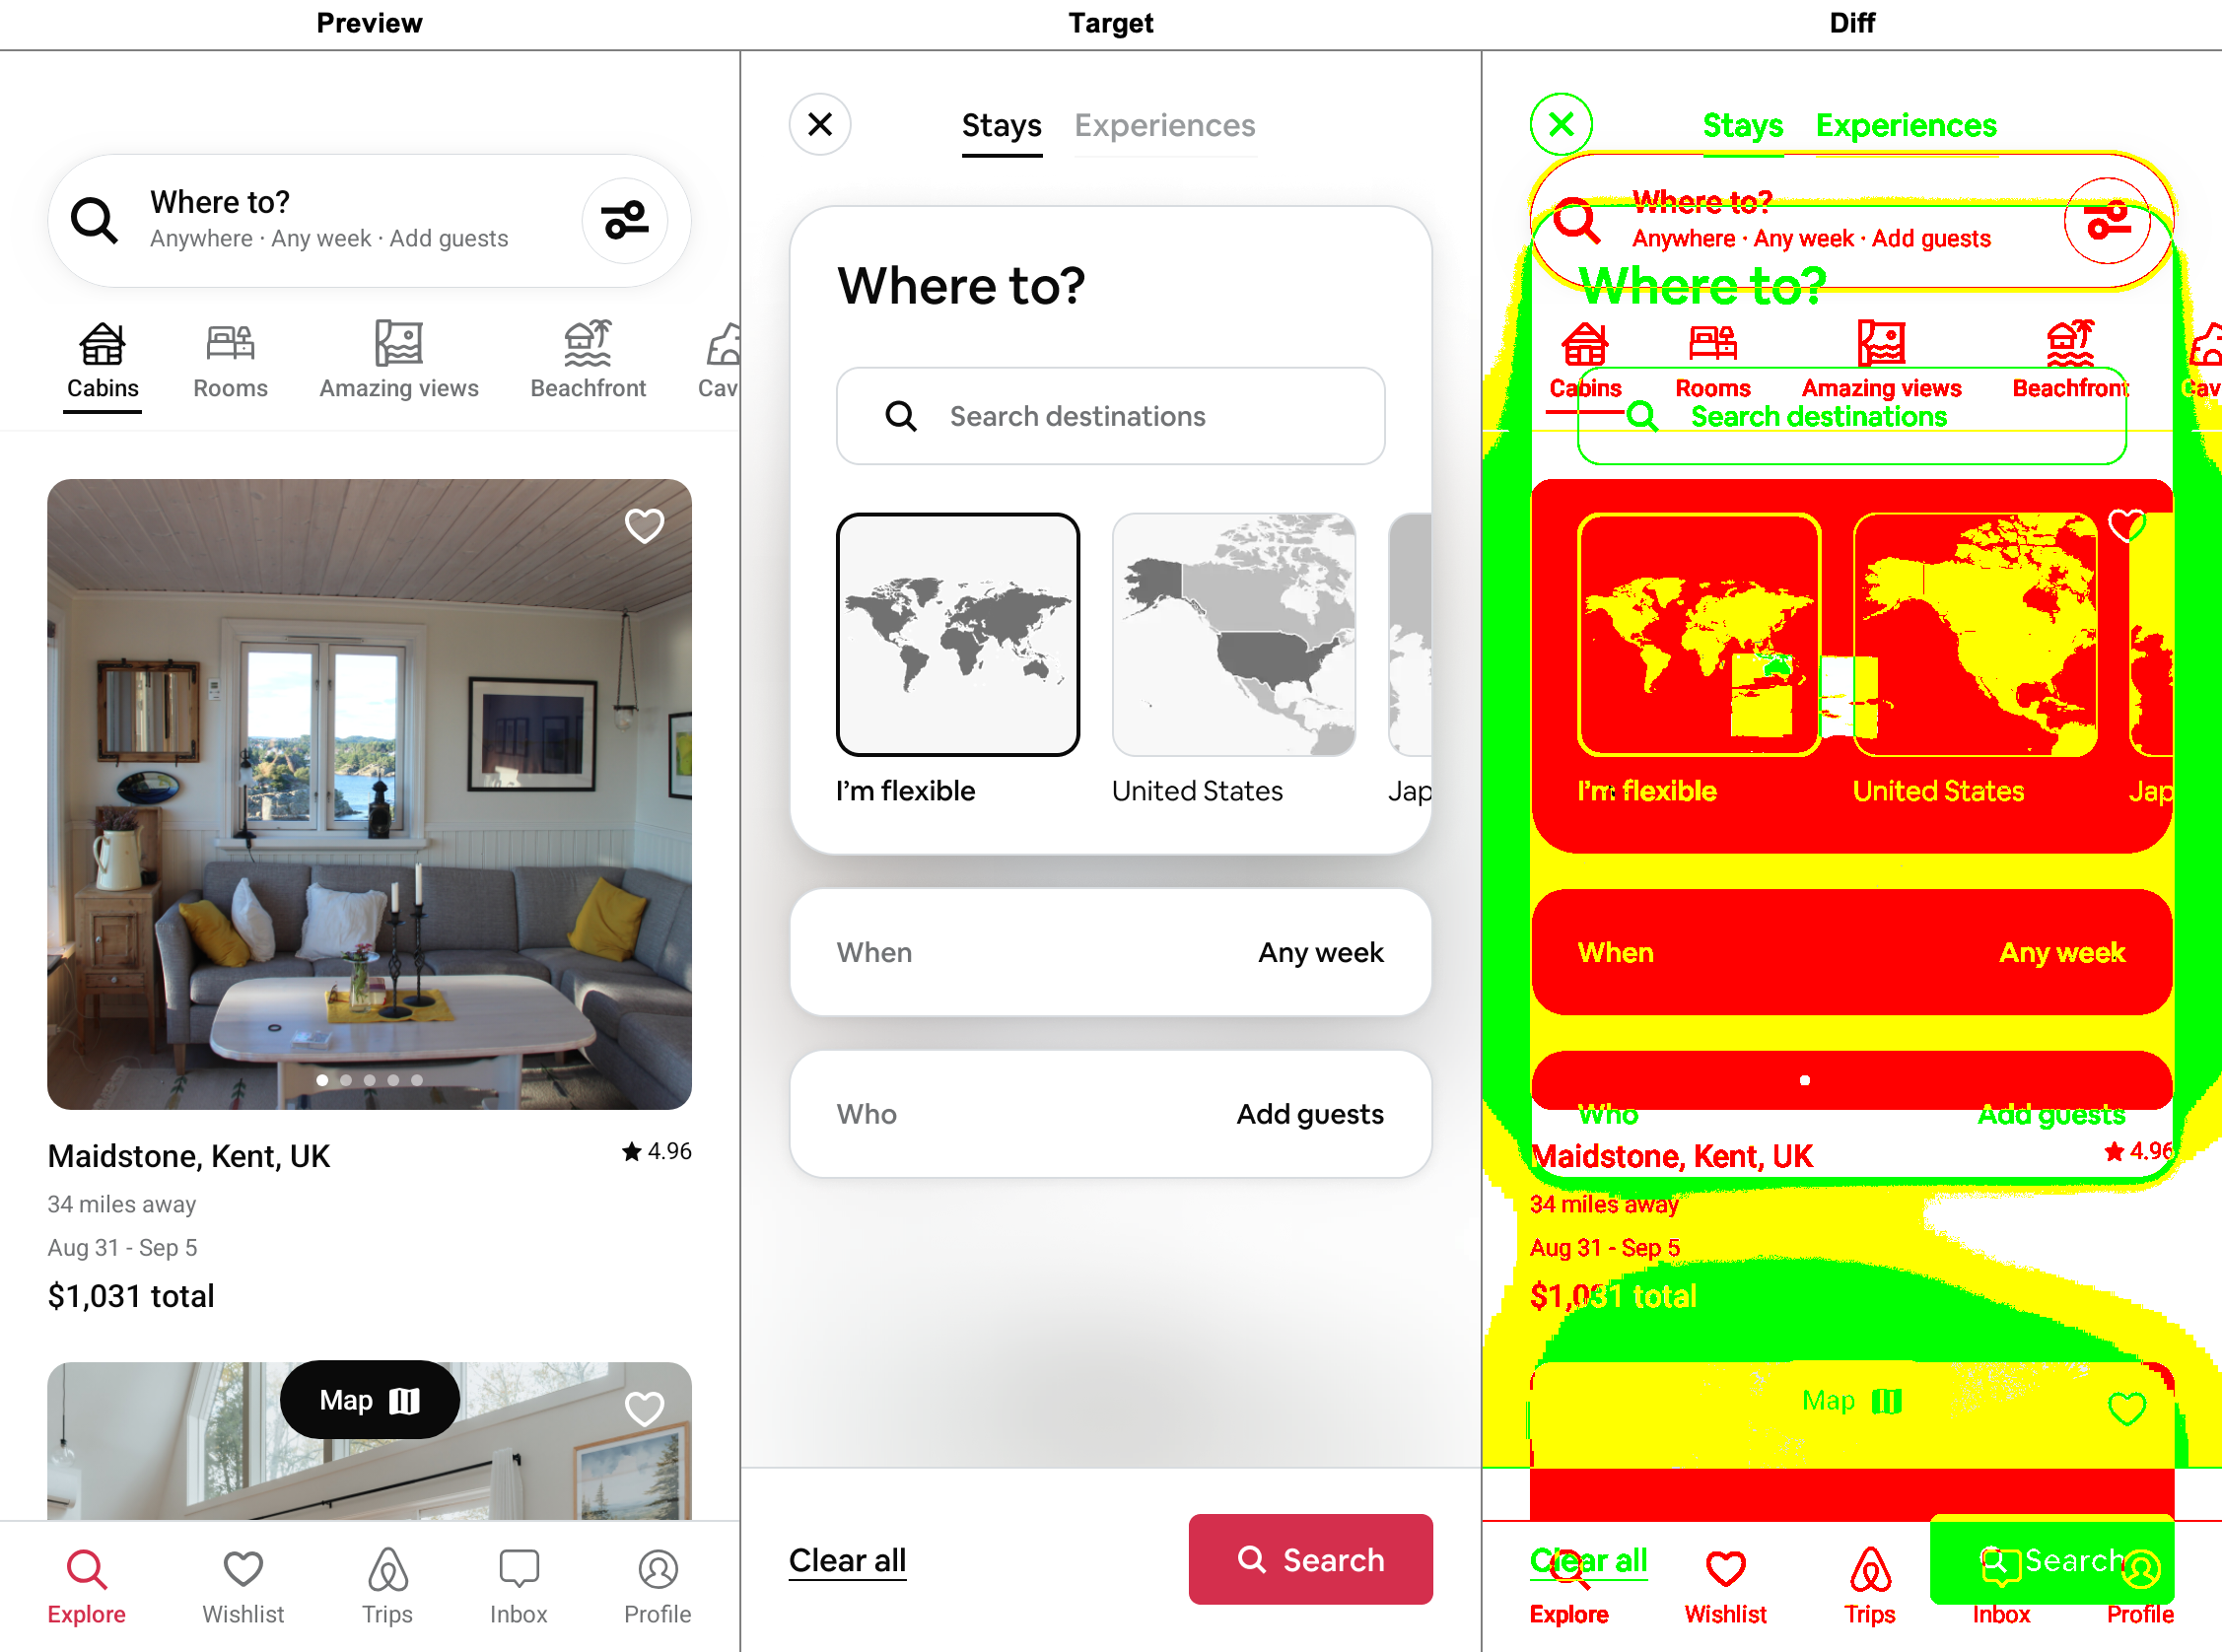 Preview
Where to?
Anywhere · Any week · Add guests
Cabins Rooms Amazing views Beachfront Cav
Maidstone, Kent, UK ★ 4.96
34 miles away
Aug 31 - Sep 5
$1,031 total
Map
Explore Wishlist Trips Inbox Profile
Target
Stays Experiences
Where to?
Search destinations
I'm flexible United States Jap
When Any week
Who Add guests
Clear all Search
Diff
Stays Experiences
Where to?
Anywhere · Any week · Add guests
Where to?
Cabins Rooms Amazing views Beachfront Cav
Search destinations
I'm flexible United States Jap
When Any week
Who Add guests
Maidstone, Kent, UK ★ 4.96
34 miles away
Aug 31 - Sep 5
$1,031 total
Map
Clear all Search
Explore Wishlist Trips Inbox Profile